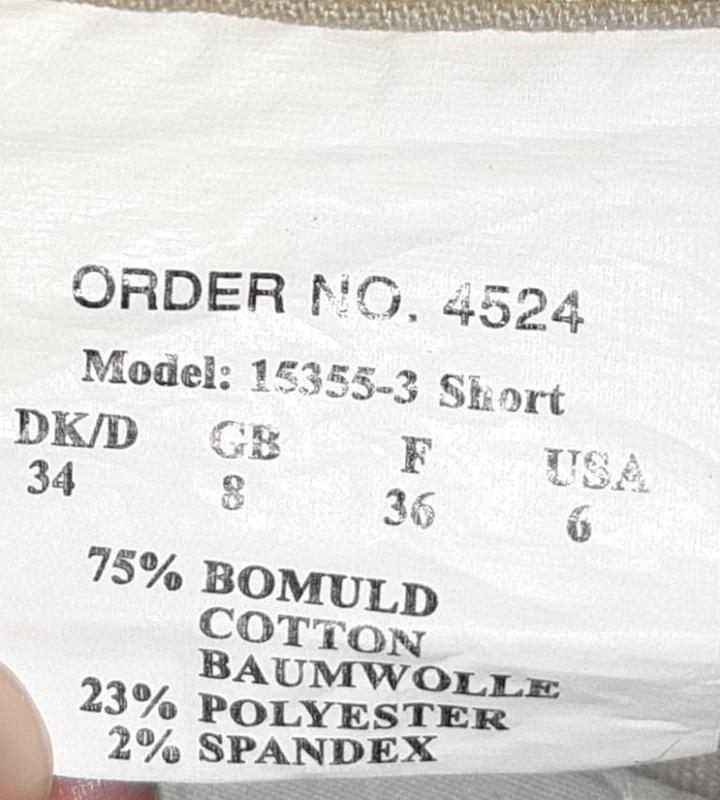 ORDER NO. 4524
Model: 15355-3 Short
DK/D GB F USA
34 8 36 6
75% BOMULD
COTTON
BAUMWOLLE
23% POLYESTER
2% SPANDEX